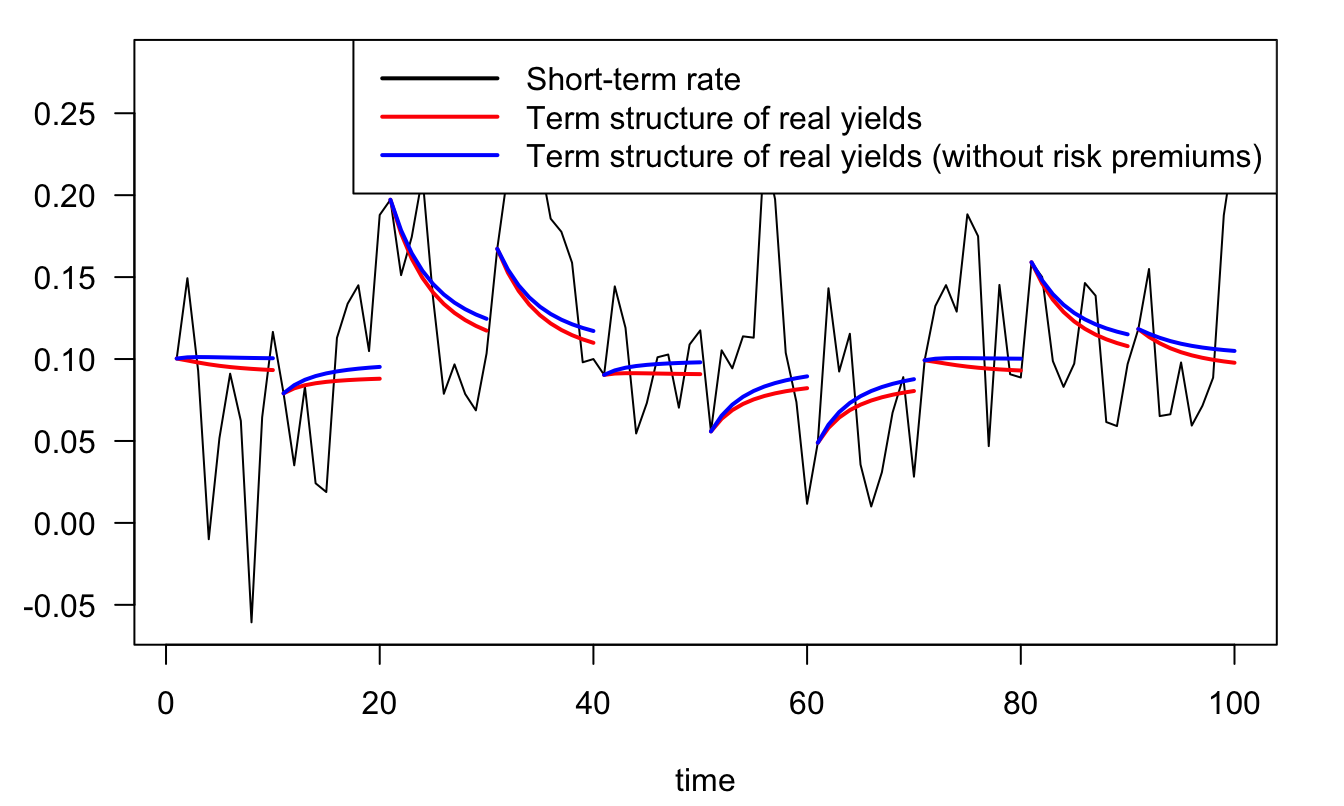 Short-term rate
Term structure of real yields
Term structure of real yields (without risk premiums)
0.25
0.20
0.15
0.10
0.05
0.00
-0.05
0 20 40 60 80 100
time